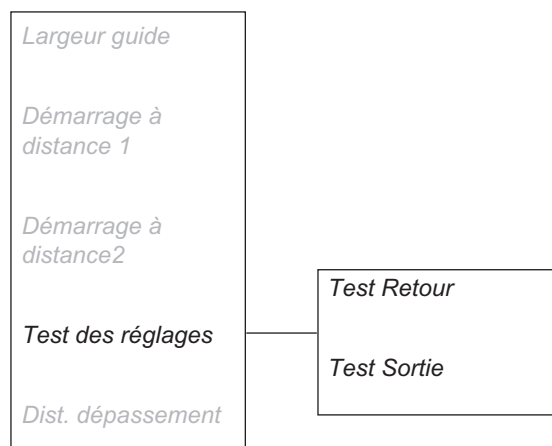 Largeur guide
Démarrage à
distance 1
Démarrage à
distance2
Test des réglages
Dist. dépassement
Test Retour
Test Sortie